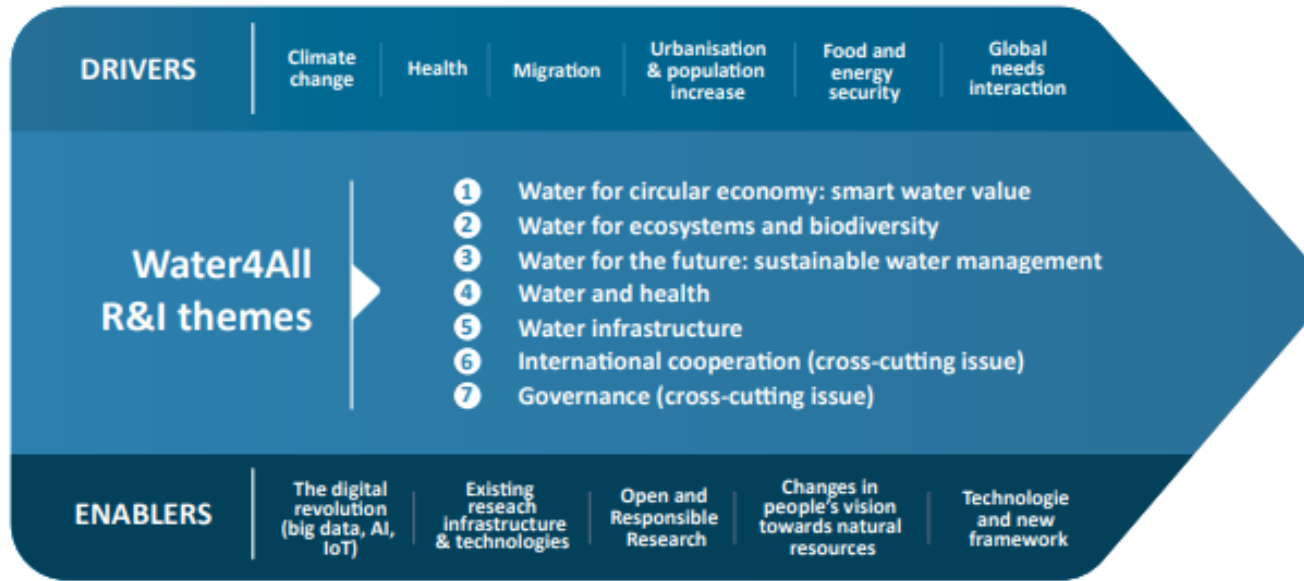 DRIVERS
Climate
change
Health
Migration
Urbanisation
& population
increase
Food and
energy
security
Global
needs
interaction
Water4All
R&I themes
1 Water for circular economy: smart water value
2 Water for ecosystems and biodiversity
3 Water for the future: sustainable water management
4 Water and health
5 Water infrastructure
6 International cooperation (cross-cutting issue)
7 Governance (cross-cutting issue)
ENABLERS
The digital
revolution
(big data, AI,
IoT)
Existing
reseach
infrastructure
& technologies
Open and
Responsible
Research
Changes in
people's vision
towards natural
resources
Technologie
and new
framework